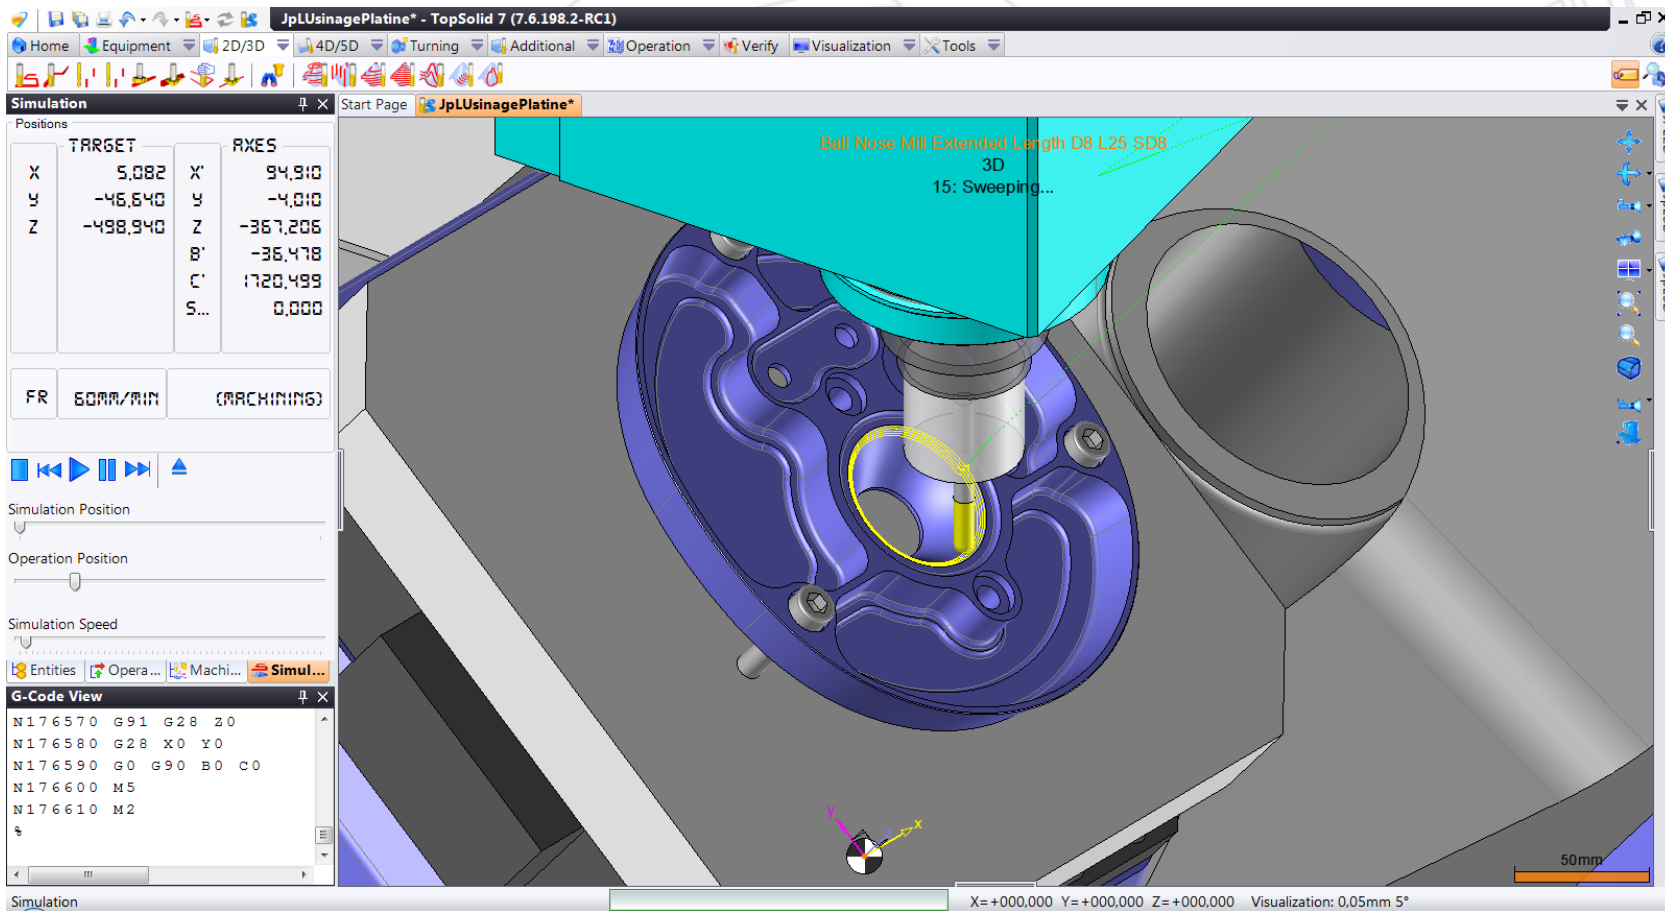 JpLUsinagePlatine* - TopSolid 7 (7.6.198.2-RC1)
Home Equipment 2D/3D 4D/5D Turning Additional Operation Verify Visualization Tools
Simulation
Start Page JpLUsinagePlatine*
Positions
TARGET AXES
X 5,082 X' 94,910
Y -46,640 Y -4,010
Z -498,940 Z -367,206
B' -36,478
C' 1720,499
S... 0,000
FR 60MM/MIN (MACHINING)
Simulation Position
Operation Position
Simulation Speed
Entities Opera... Machi... Simul...
G-Code View
N176570 G91 G28 Z0
N176580 G28 X0 Y0
N176590 G0 G90 B0 C0
N176600 M5
N176610 M2
%
Ball Nose Mill Extended Length D8 L25 SD8
3D
15: Sweeping...
y z x
50mm
Simulation X=+000,000 Y=+000,000 Z=+000,000 Visualization: 0,05mm 5°